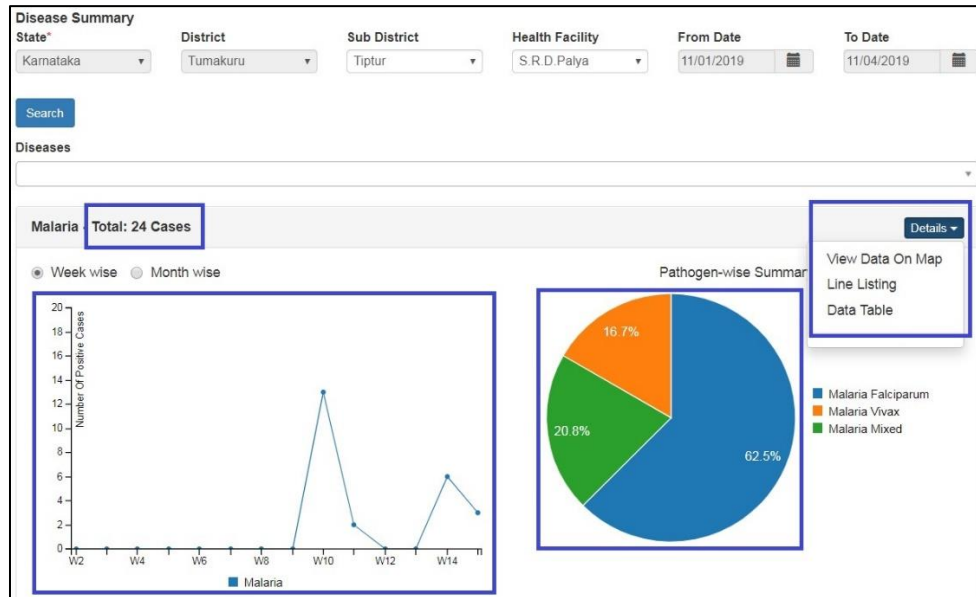 Disease Summary
State* District Sub District Health Facility From Date To Date
Karnataka Tumakuru Tiptur S.R.D.Palya 11/01/2019 11/04/2019
Search
Diseases
Malaria - Total: 24 Cases
Details
View Data On Map
Line Listing
Data Table
Week wise Month wise
Pathogen-wise Summar
Number Of Positive Cases
20
18
16
14
12
10
8
6
4
2
0
W2 W4 W6 W8 W10 W12 W14
Malaria
16.7%
20.8%
62.5%
Malaria Falciparum
Malaria Vivax
Malaria Mixed